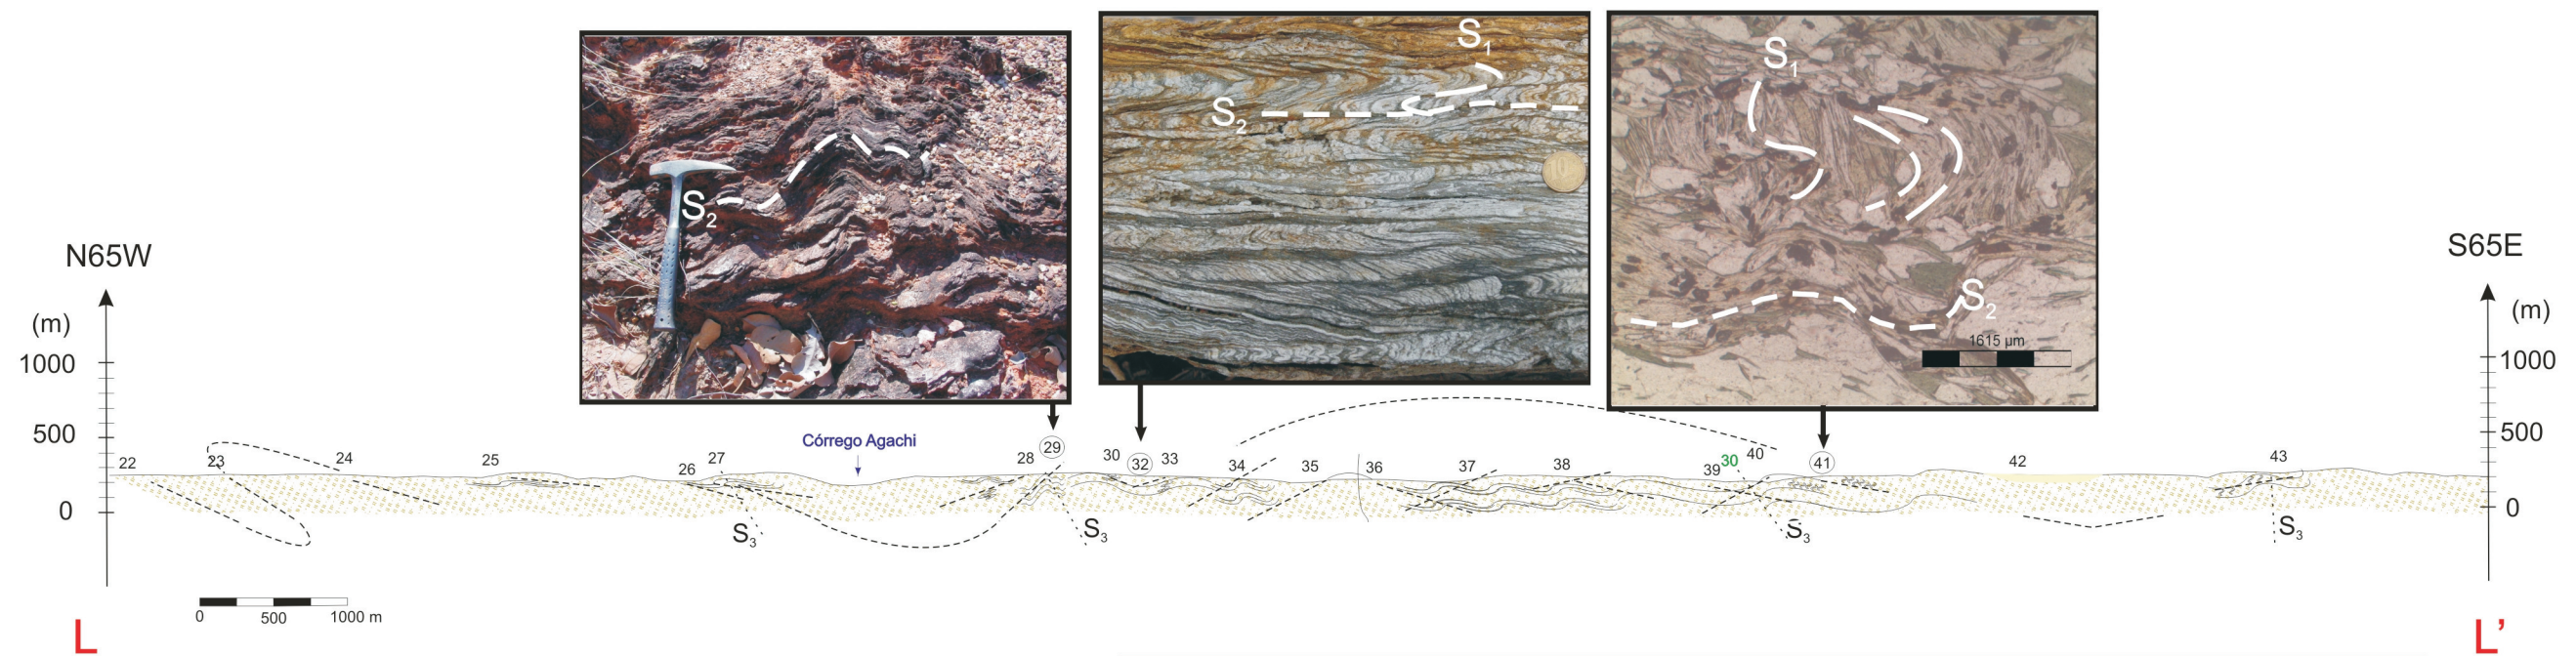 S1
S2
S2
S1
S2
1615 µm
N65W
S65E
(m)
(m)
1000
1000
500
500
0
0
Córrego Agachi
22
23
24
25
26
27
28
29
30
32
33
34
35
36
37
38
39
30
40
41
42
43
S3
S3
S3
S3
0
500
1000 m
L
L’